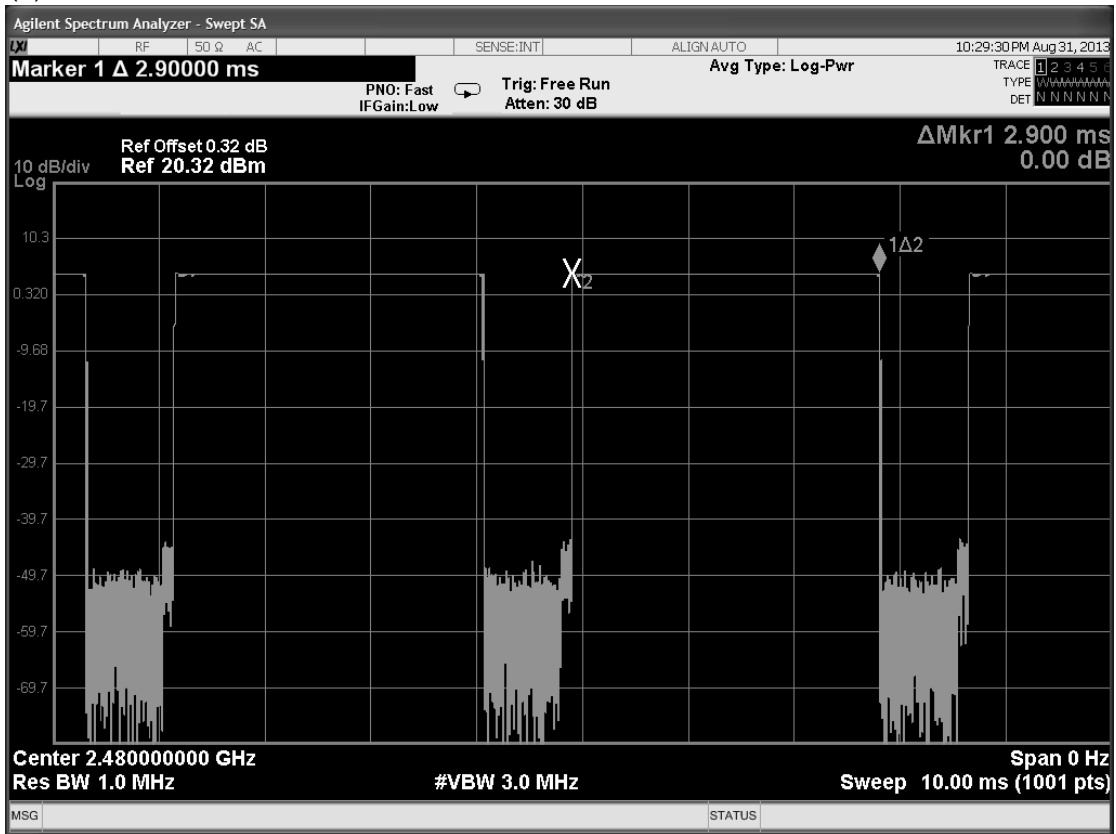 Agilent Spectrum Analyzer - Swept SA
LXI RF 50 Ω AC SENSE:INT ALIGN AUTO 10:29:30 PM Aug 31, 2013
Marker 1 Δ 2.90000 ms
PNO: Fast
IFGain:Low
Trig: Free Run
Atten: 30 dB
Avg Type: Log-Pwr
TRACE 1 2 3 4 5 6
TYPE
DET N N N N N N
ΔMkr1 2.900 ms
0.00 dB
Ref Offset 0.32 dB
10 dB/div Ref 20.32 dBm
Log
10.3
1Δ2
X2
0.320
-9.68
-19.7
-29.7
-39.7
-49.7
-59.7
-69.7
Center 2.480000000 GHz Span 0 Hz
Res BW 1.0 MHz #VBW 3.0 MHz Sweep 10.00 ms (1001 pts)
MSG STATUS